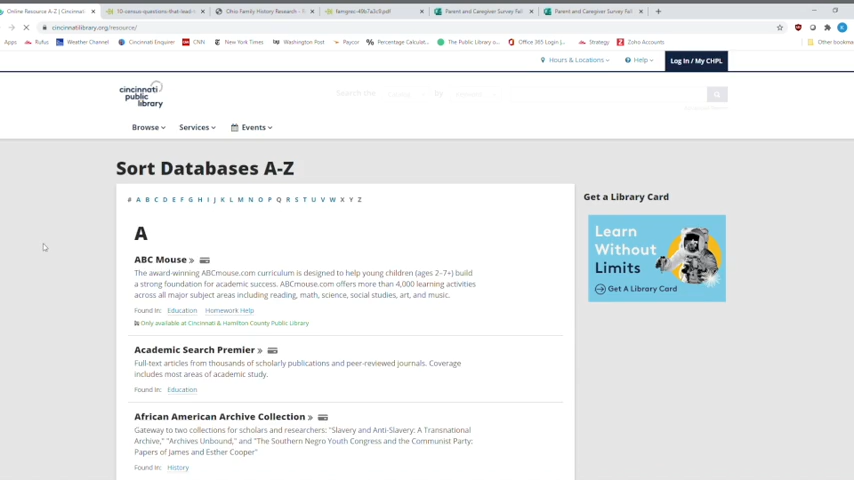 Online Resource A-Z | Cincinnati
10-census-questions-that-lead-s
Ohio Family History Research - R
famgres-49b7a3c5pdf
Parent and Caregiver Survey Fall
Parent and Caregiver Survey Fall
cincinnatilibrary.org/resource/
Apps
Rufus
Weather Channel
Cincinnati Enquirer
CNN
New York Times
Washington Post
Paycor
Percentage Calculat...
The Public Library o...
Office 365 Login |...
Strategy
Zoho Accounts
Other bookma
Hours & Locations
Help
Log In / My CHPL
cincinnati
public
library
Search the
by
Browse
Services
Events
Sort Databases A-Z
# A B C D E F G H I J K L M N O P Q R S T U V W X Y Z
A
ABC Mouse »
The award-winning ABCmouse.com curriculum is designed to help young children (ages 2–7+) build
a strong foundation for academic success. ABCmouse.com offers more than 4,000 learning activities
across all major subject areas including reading, math, science, social studies, art, and music.
Found In: Education Homework Help
Only available at Cincinnati & Hamilton County Public Library
Academic Search Premier »
Full-text articles from thousands of scholarly publications and peer-reviewed journals. Coverage
includes most areas of academic study.
Found In: Education
African American Archive Collection »
Gateway to two collections for scholars and researchers: "Slavery and Anti-Slavery: A Transnational
Archive," "Archives Unbound," and "The Southern Negro Youth Congress and the Communist Party:
Papers of James and Esther Cooper"
Found In: History
Get a Library Card
Learn
Without
Limits
Get A Library Card